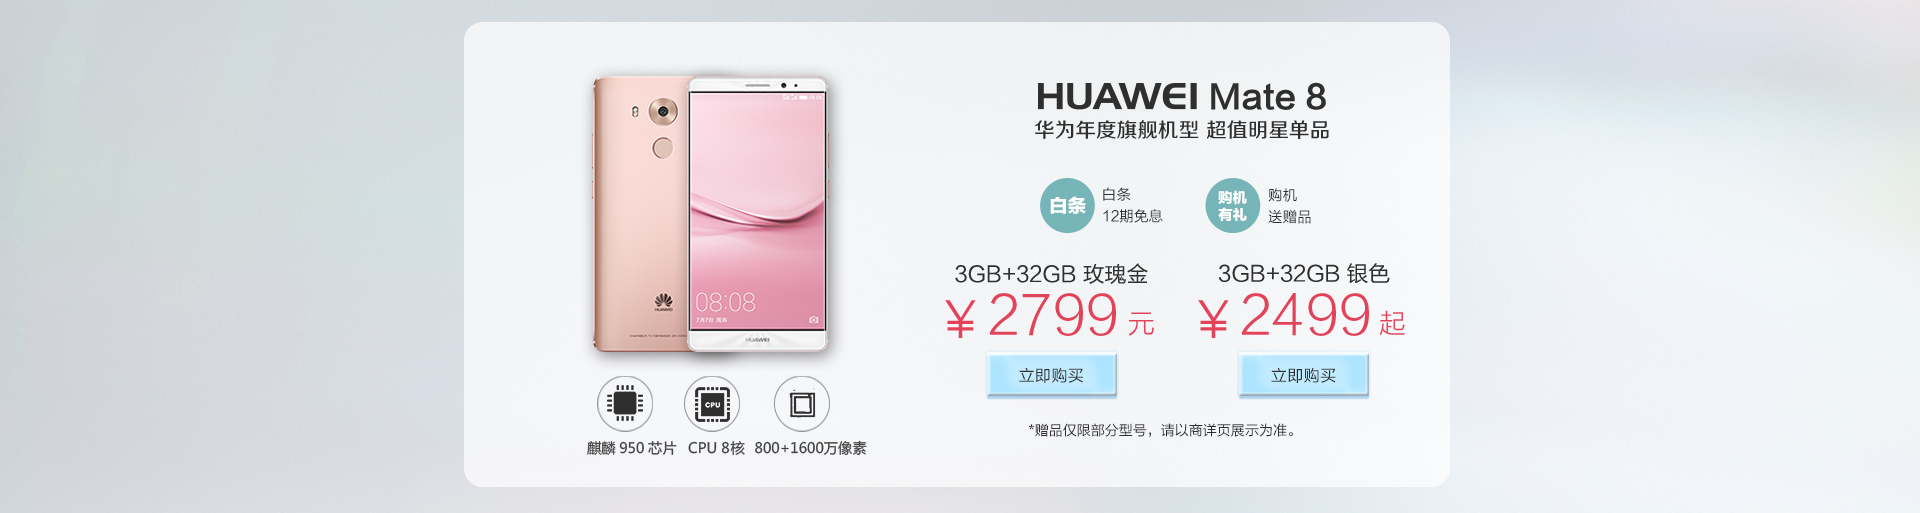 HUAWEI Mate 8
华为年度旗舰机型 超值明星单品
白条
白条
12期免息
购机
有礼
购机
送赠品
3GB+32GB 玫瑰金
¥2799元
立即购买
3GB+32GB 银色
¥2499起
立即购买
*赠品仅限部分型号，请以商详页展示为准。
08:08
HUAWEI
HUAWEI
CPU
麒麟 950 芯片
CPU 8核
800+1600万像素